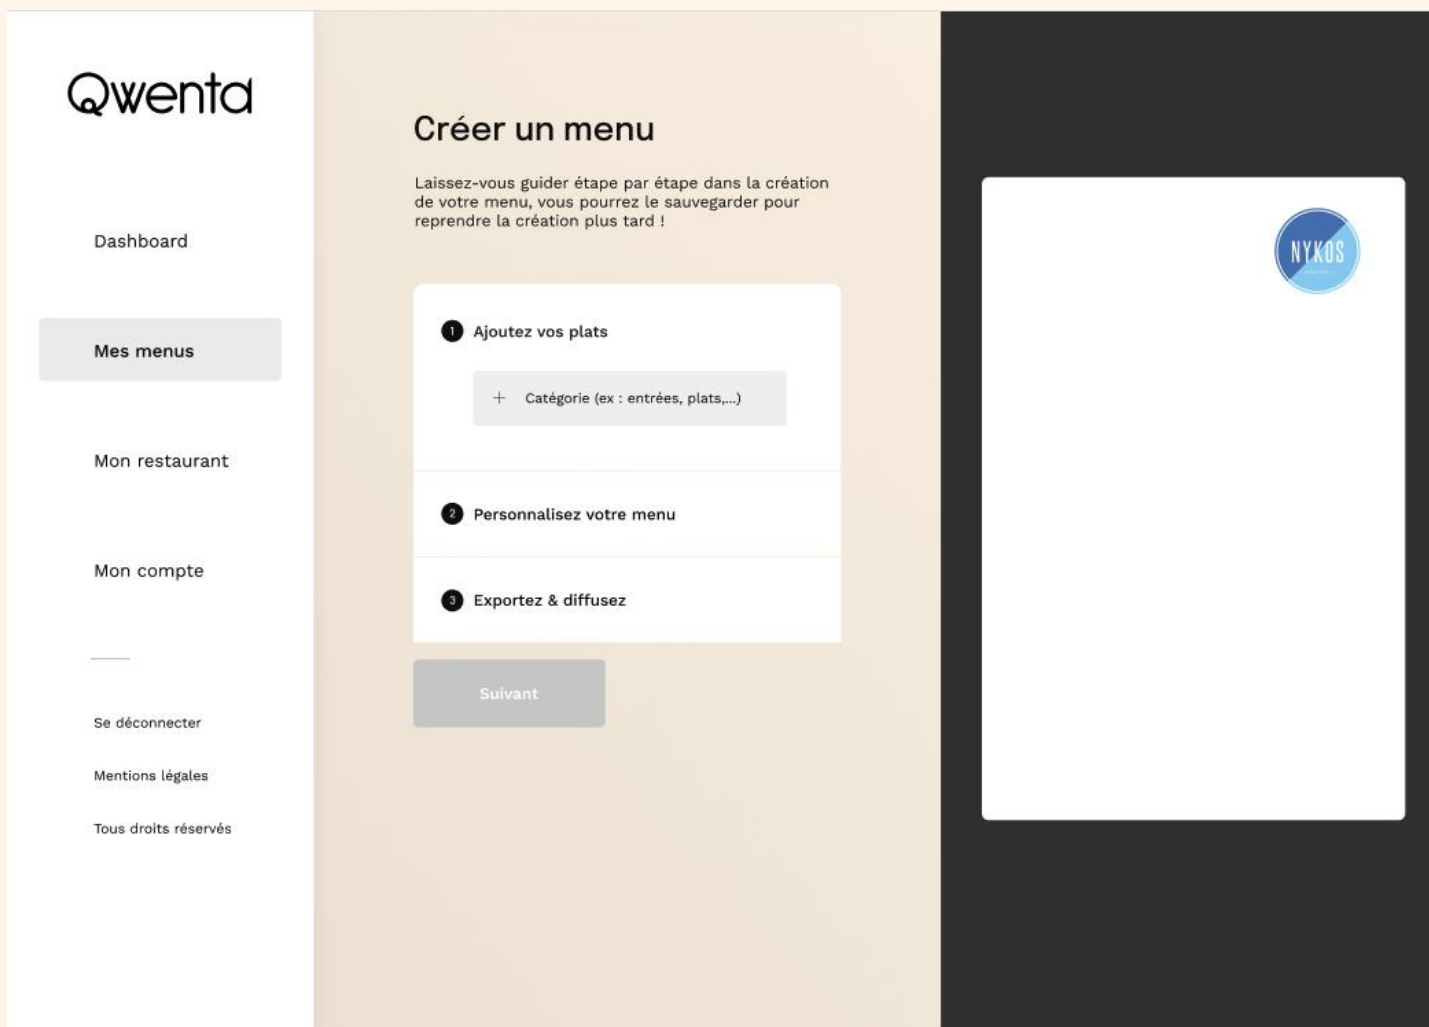 Qwenta
Dashboard
Mes menus
Mon restaurant
Mon compte
Se déconnecter
Mentions légales
Tous droits réservés
Créer un menu
Laissez-vous guider étape par étape dans la création
de votre menu, vous pourrez le sauvegarder pour
reprendre la création plus tard !
1 Ajoutez vos plats
+ Catégorie (ex : entrées, plats,...)
2 Personnalisez votre menu
3 Exportez & diffusez
Suivant
NYKOS